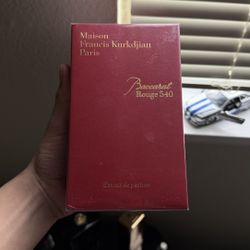 Maison
Francis Kurkdjian
Paris
Baccarat
Rouge 540
Extrait de parfum